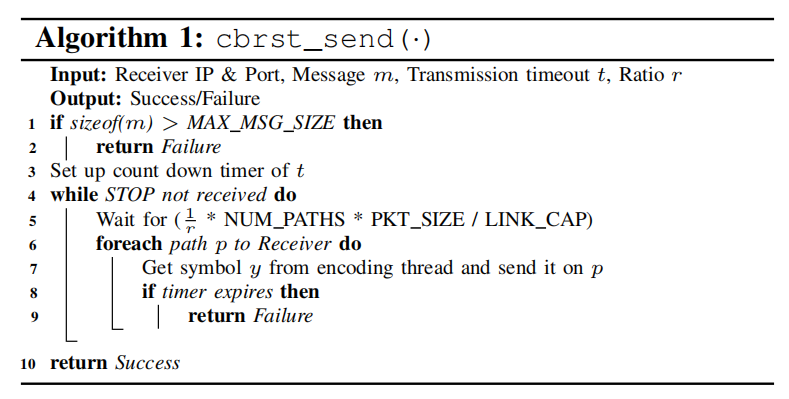 Algorithm 1: cbrst_send(·)
Input: Receiver IP & Port, Message m, Transmission timeout t, Ratio r
Output: Success/Failure
1 if sizeof(m) > MAX_MSG_SIZE then
2 return Failure
3 Set up count down timer of t
4 while STOP not received do
5 Wait for (1/r * NUM_PATHS * PKT_SIZE / LINK_CAP)
6 foreach path p to Receiver do
7 Get symbol y from encoding thread and send it on p
8 if timer expires then
9 return Failure
10 return Success